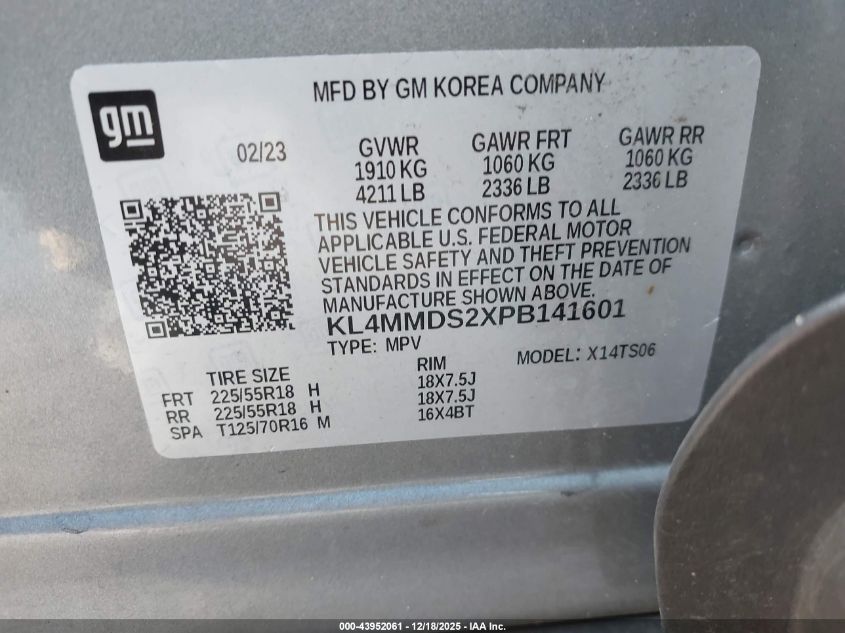 gm
MFD BY GM KOREA COMPANY
02/23
GVWR
1910 KG
4211 LB
GAWR FRT
1060 KG
2336 LB
GAWR RR
1060 KG
2336 LB
THIS VEHICLE CONFORMS TO ALL
APPLICABLE U.S. FEDERAL MOTOR
VEHICLE SAFETY AND THEFT PREVENTION
STANDARDS IN EFFECT ON THE DATE OF
MANUFACTURE SHOWN ABOVE.
KL4MMDS2XPB141601
TYPE: MPV MODEL: X14TS06
TIRE SIZE RIM
FRT 225/55R18 H 18X7.5J
RR 225/55R18 H 18X7.5J
SPA T125/70R16 M 16X4BT
000-43952061 - 12/18/2025 - IAA Inc.